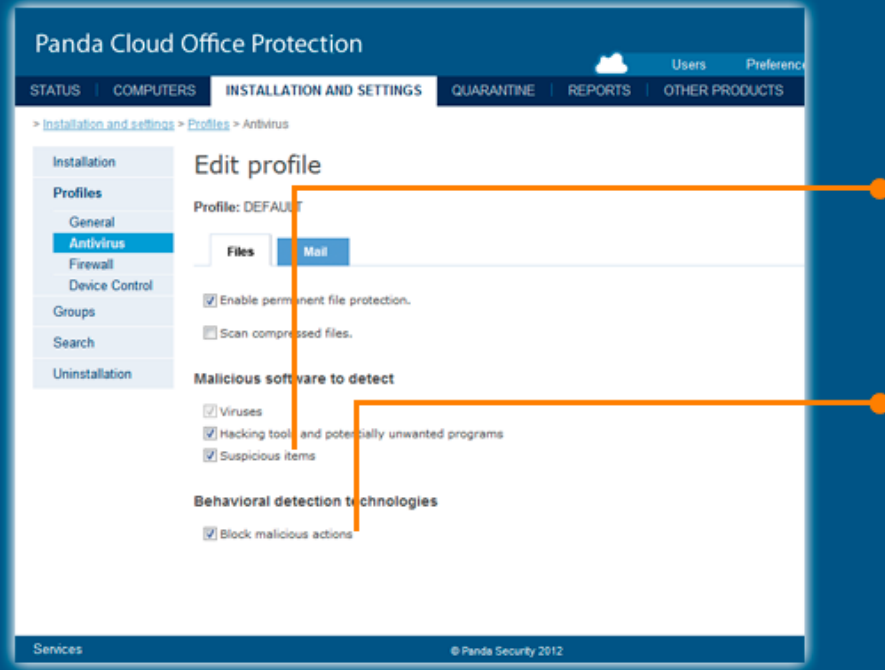 Panda Cloud Office Protection
Users Preference
STATUS COMPUTERS INSTALLATION AND SETTINGS QUARANTINE REPORTS OTHER PRODUCTS
> Installation and settings > Profiles > Antivirus
Installation
Profiles
General
Antivirus
Firewall
Device Control
Groups
Search
Uninstallation
Edit profile
Profile: DEFAULT
Files Mail
Enable permanent file protection.
Scan compressed files.
Malicious software to detect
Viruses
Hacking tools and potentially unwanted programs
Suspicious items
Behavioral detection technologies
Block malicious actions
Services © Panda Security 2012